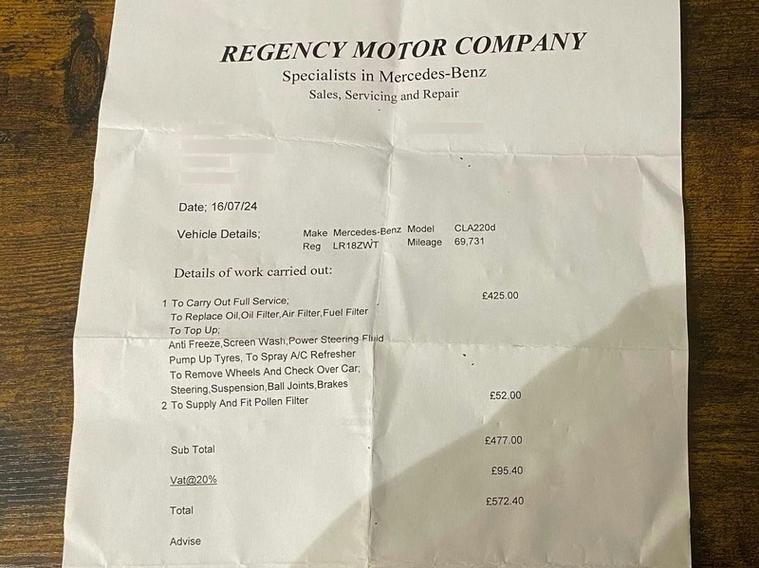 REGENCY MOTOR COMPANY
Specialists in Mercedes-Benz
Sales, Servicing and Repair
Date; 16/07/24
Vehicle Details; Make Mercedes-Benz Model CLA220d
Reg LR18ZWT Mileage 69,731
Details of work carried out:
1 To Carry Out Full Service; £425.00
To Replace Oil,Oil Filter,Air Filter,Fuel Filter
To Top Up;
Anti Freeze,Screen Wash,Power Steering Fluid
Pump Up Tyres, To Spray A/C Refresher
To Remove Wheels And Check Over Car;
Steering,Suspension,Ball Joints,Brakes
2 To Supply And Fit Pollen Filter £52.00
Sub Total £477.00
Vat@20% £95.40
Total £572.40
Advise